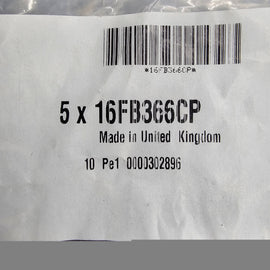 *16FB366CP*
5 x 16FB366CP
Made in United Kingdom
10 Pe1 0000302896